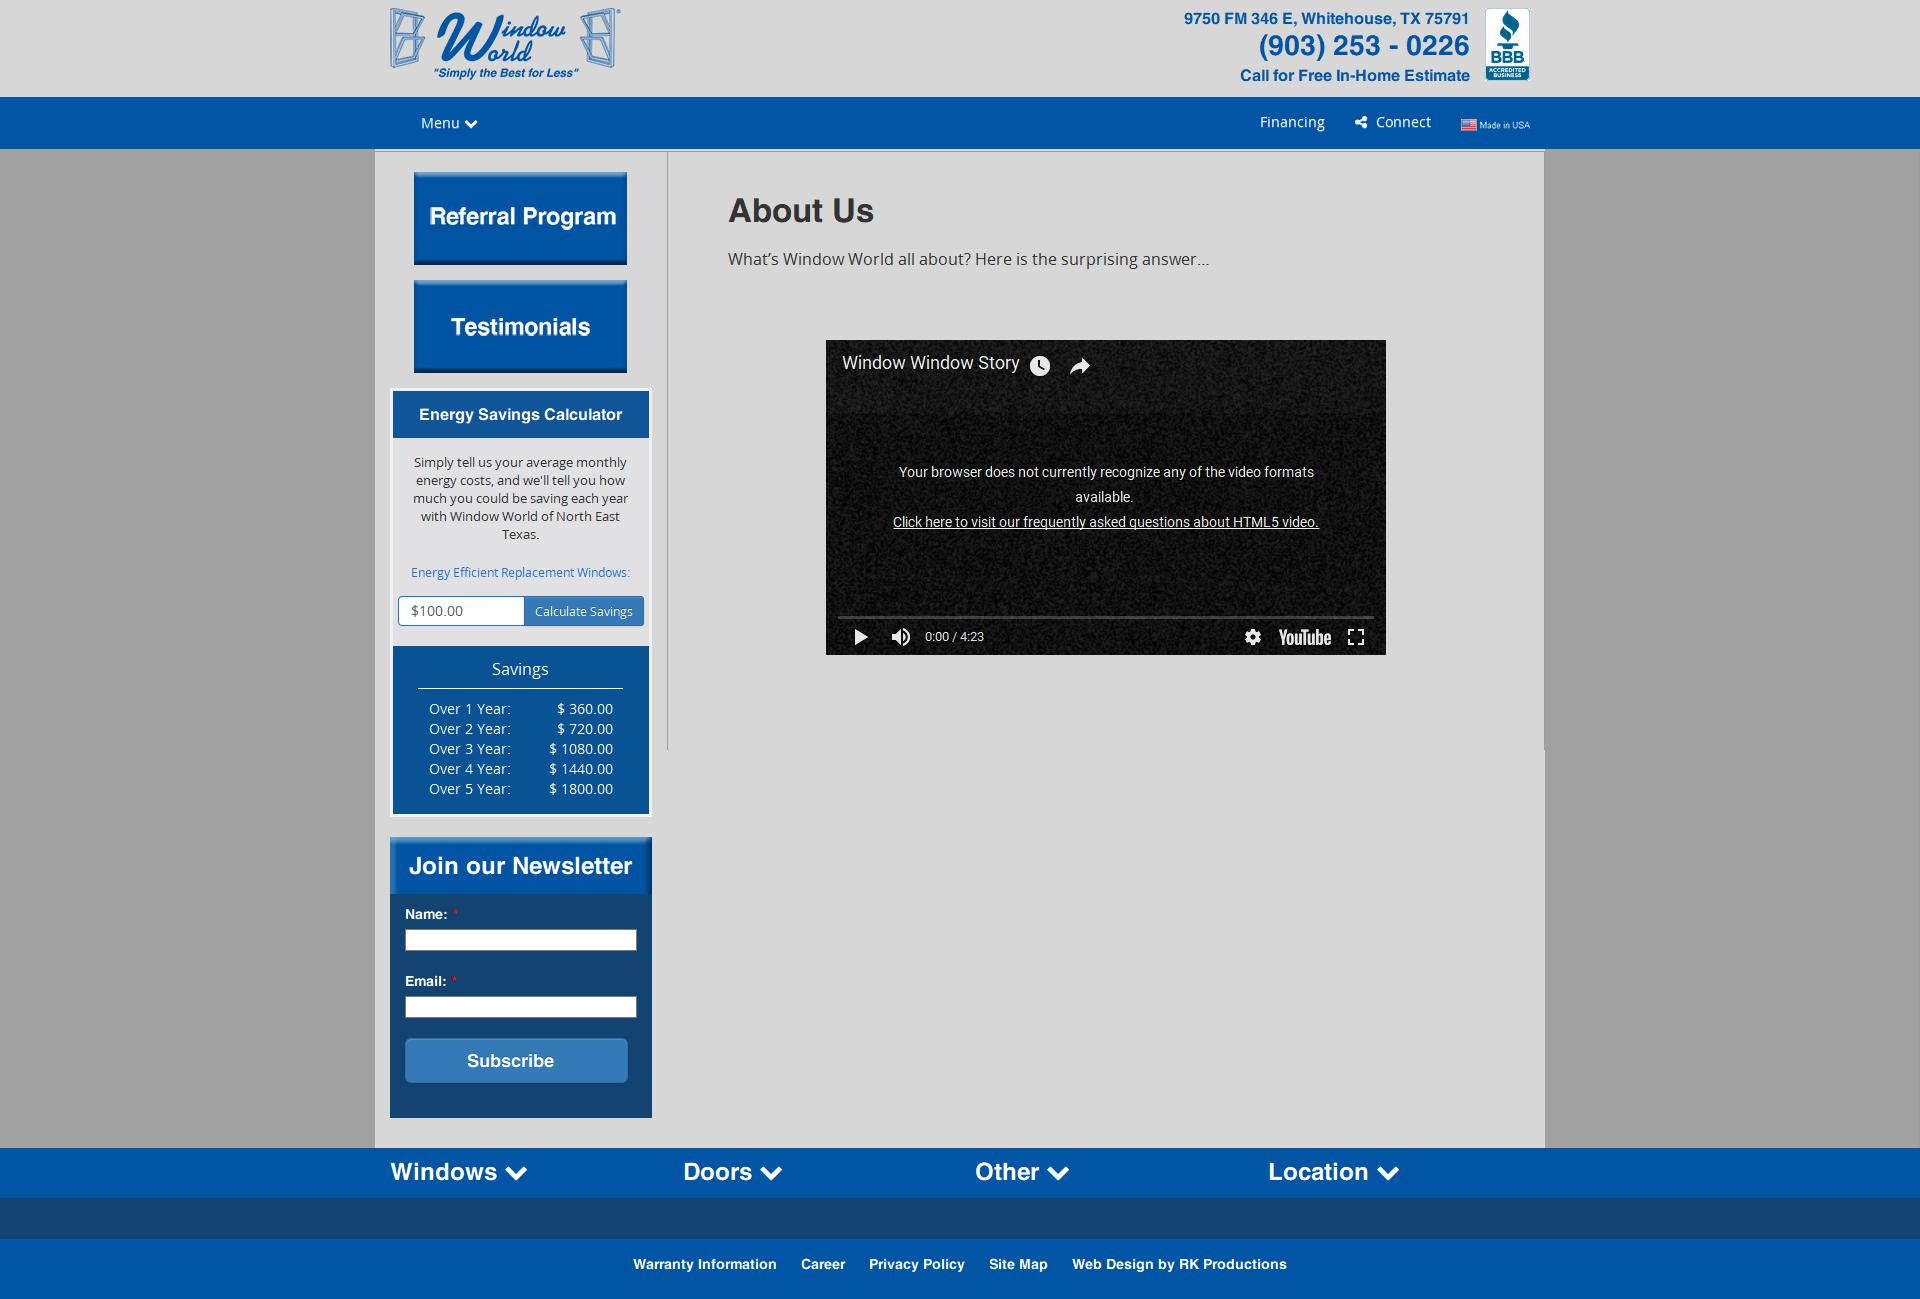 Window World
"Simply the Best for Less"
9750 FM 346 E, Whitehouse, TX 75791
(903) 253 - 0226
Call for Free In-Home Estimate
BBB
ACCREDITED
BUSINESS
Menu
Financing
Connect
Made in USA
Referral Program
Testimonials
Energy Savings Calculator
Simply tell us your average monthly
energy costs, and we'll tell you how
much you could be saving each year
with Window World of North East
Texas.
Energy Efficient Replacement Windows:
$100.00
Calculate Savings
Savings
Over 1 Year: $ 360.00
Over 2 Year: $ 720.00
Over 3 Year: $ 1080.00
Over 4 Year: $ 1440.00
Over 5 Year: $ 1800.00
Join our Newsletter
Name: *
Email: *
Subscribe
About Us
What’s Window World all about? Here is the surprising answer…
Window Window Story
Your browser does not currently recognize any of the video formats
available.
Click here to visit our frequently asked questions about HTML5 video.
0:00 / 4:23
YouTube
Windows
Doors
Other
Location
Warranty Information
Career
Privacy Policy
Site Map
Web Design by RK Productions